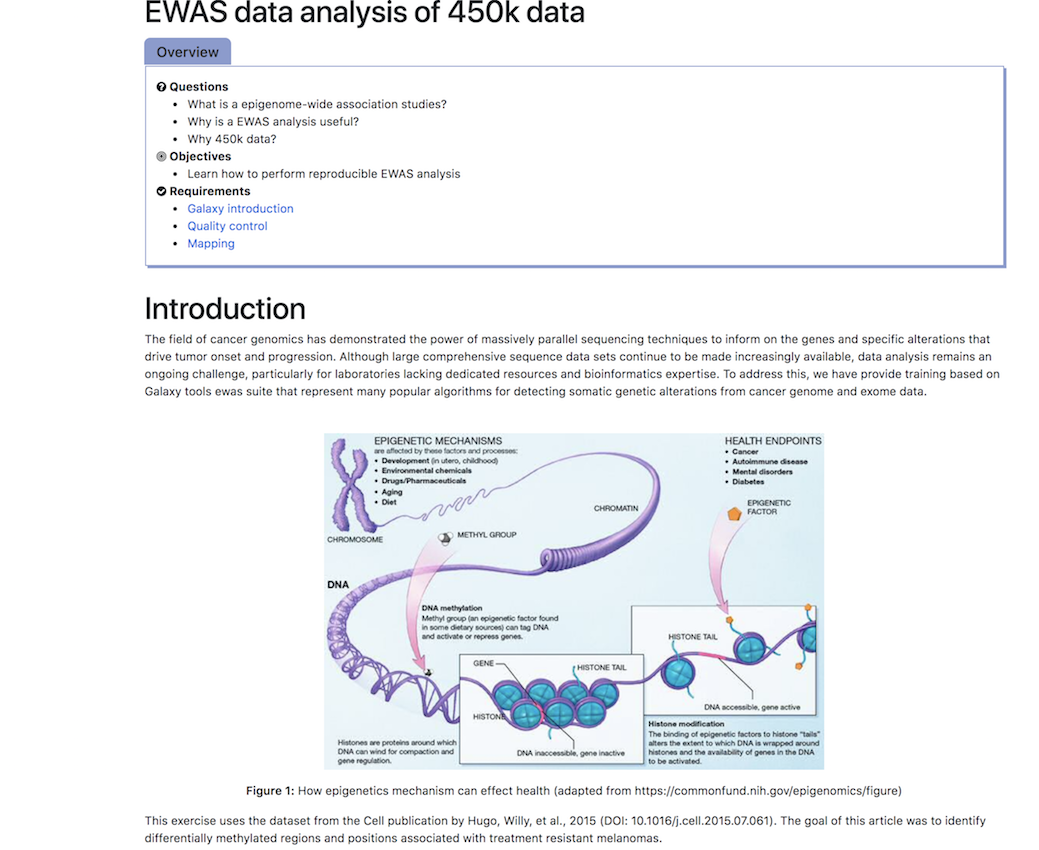 EWAS data analysis of 450k data
Overview
Questions
What is a epigenome-wide association studies?
Why is a EWAS analysis useful?
Why 450k data?
Objectives
Learn how to perform reproducible EWAS analysis
Requirements
Galaxy introduction
Quality control
Mapping
Introduction
The field of cancer genomics has demonstrated the power of massively parallel sequencing techniques to inform on the genes and specific alterations that
drive tumor onset and progression. Although large comprehensive sequence data sets continue to be made increasingly available, data analysis remains an
ongoing challenge, particularly for laboratories lacking dedicated resources and bioinformatics expertise. To address this, we have provide training based on
Galaxy tools ewas suite that represent many popular algorithms for detecting somatic genetic alterations from cancer genome and exome data.
EPIGENETIC MECHANISMS
are affected by these factors and processes:
• Development (in utero, childhood)
• Environmental chemicals
• Drugs/Pharmaceuticals
• Aging
• Diet
HEALTH ENDPOINTS
• Cancer
• Autoimmune disease
• Mental disorders
• Diabetes
EPIGENETIC
FACTOR
CHROMATIN
CHROMOSOME
METHYL GROUP
DNA
DNA methylation
Methyl group (an epigenetic factor found
in some dietary sources) can tag DNA
and activate or repress genes.
HISTONE TAIL
GENE
HISTONE TAIL
HISTONE
DNA accessible, gene active
DNA inaccessible, gene inactive
Histones are proteins around which
DNA can wind for compaction and
gene regulation.
Histone modification
The binding of epigenetic factors to histone "tails"
alters the extent to which DNA is wrapped around
histones and the availability of genes in the DNA
to be activated.
Figure 1: How epigenetics mechanism can effect health (adapted from https://commonfund.nih.gov/epigenomics/figure)
This exercise uses the dataset from the Cell publication by Hugo, Willy, et al., 2015 (DOI: 10.1016/j.cell.2015.07.061). The goal of this article was to identify
differentially methylated regions and positions associated with treatment resistant melanomas.